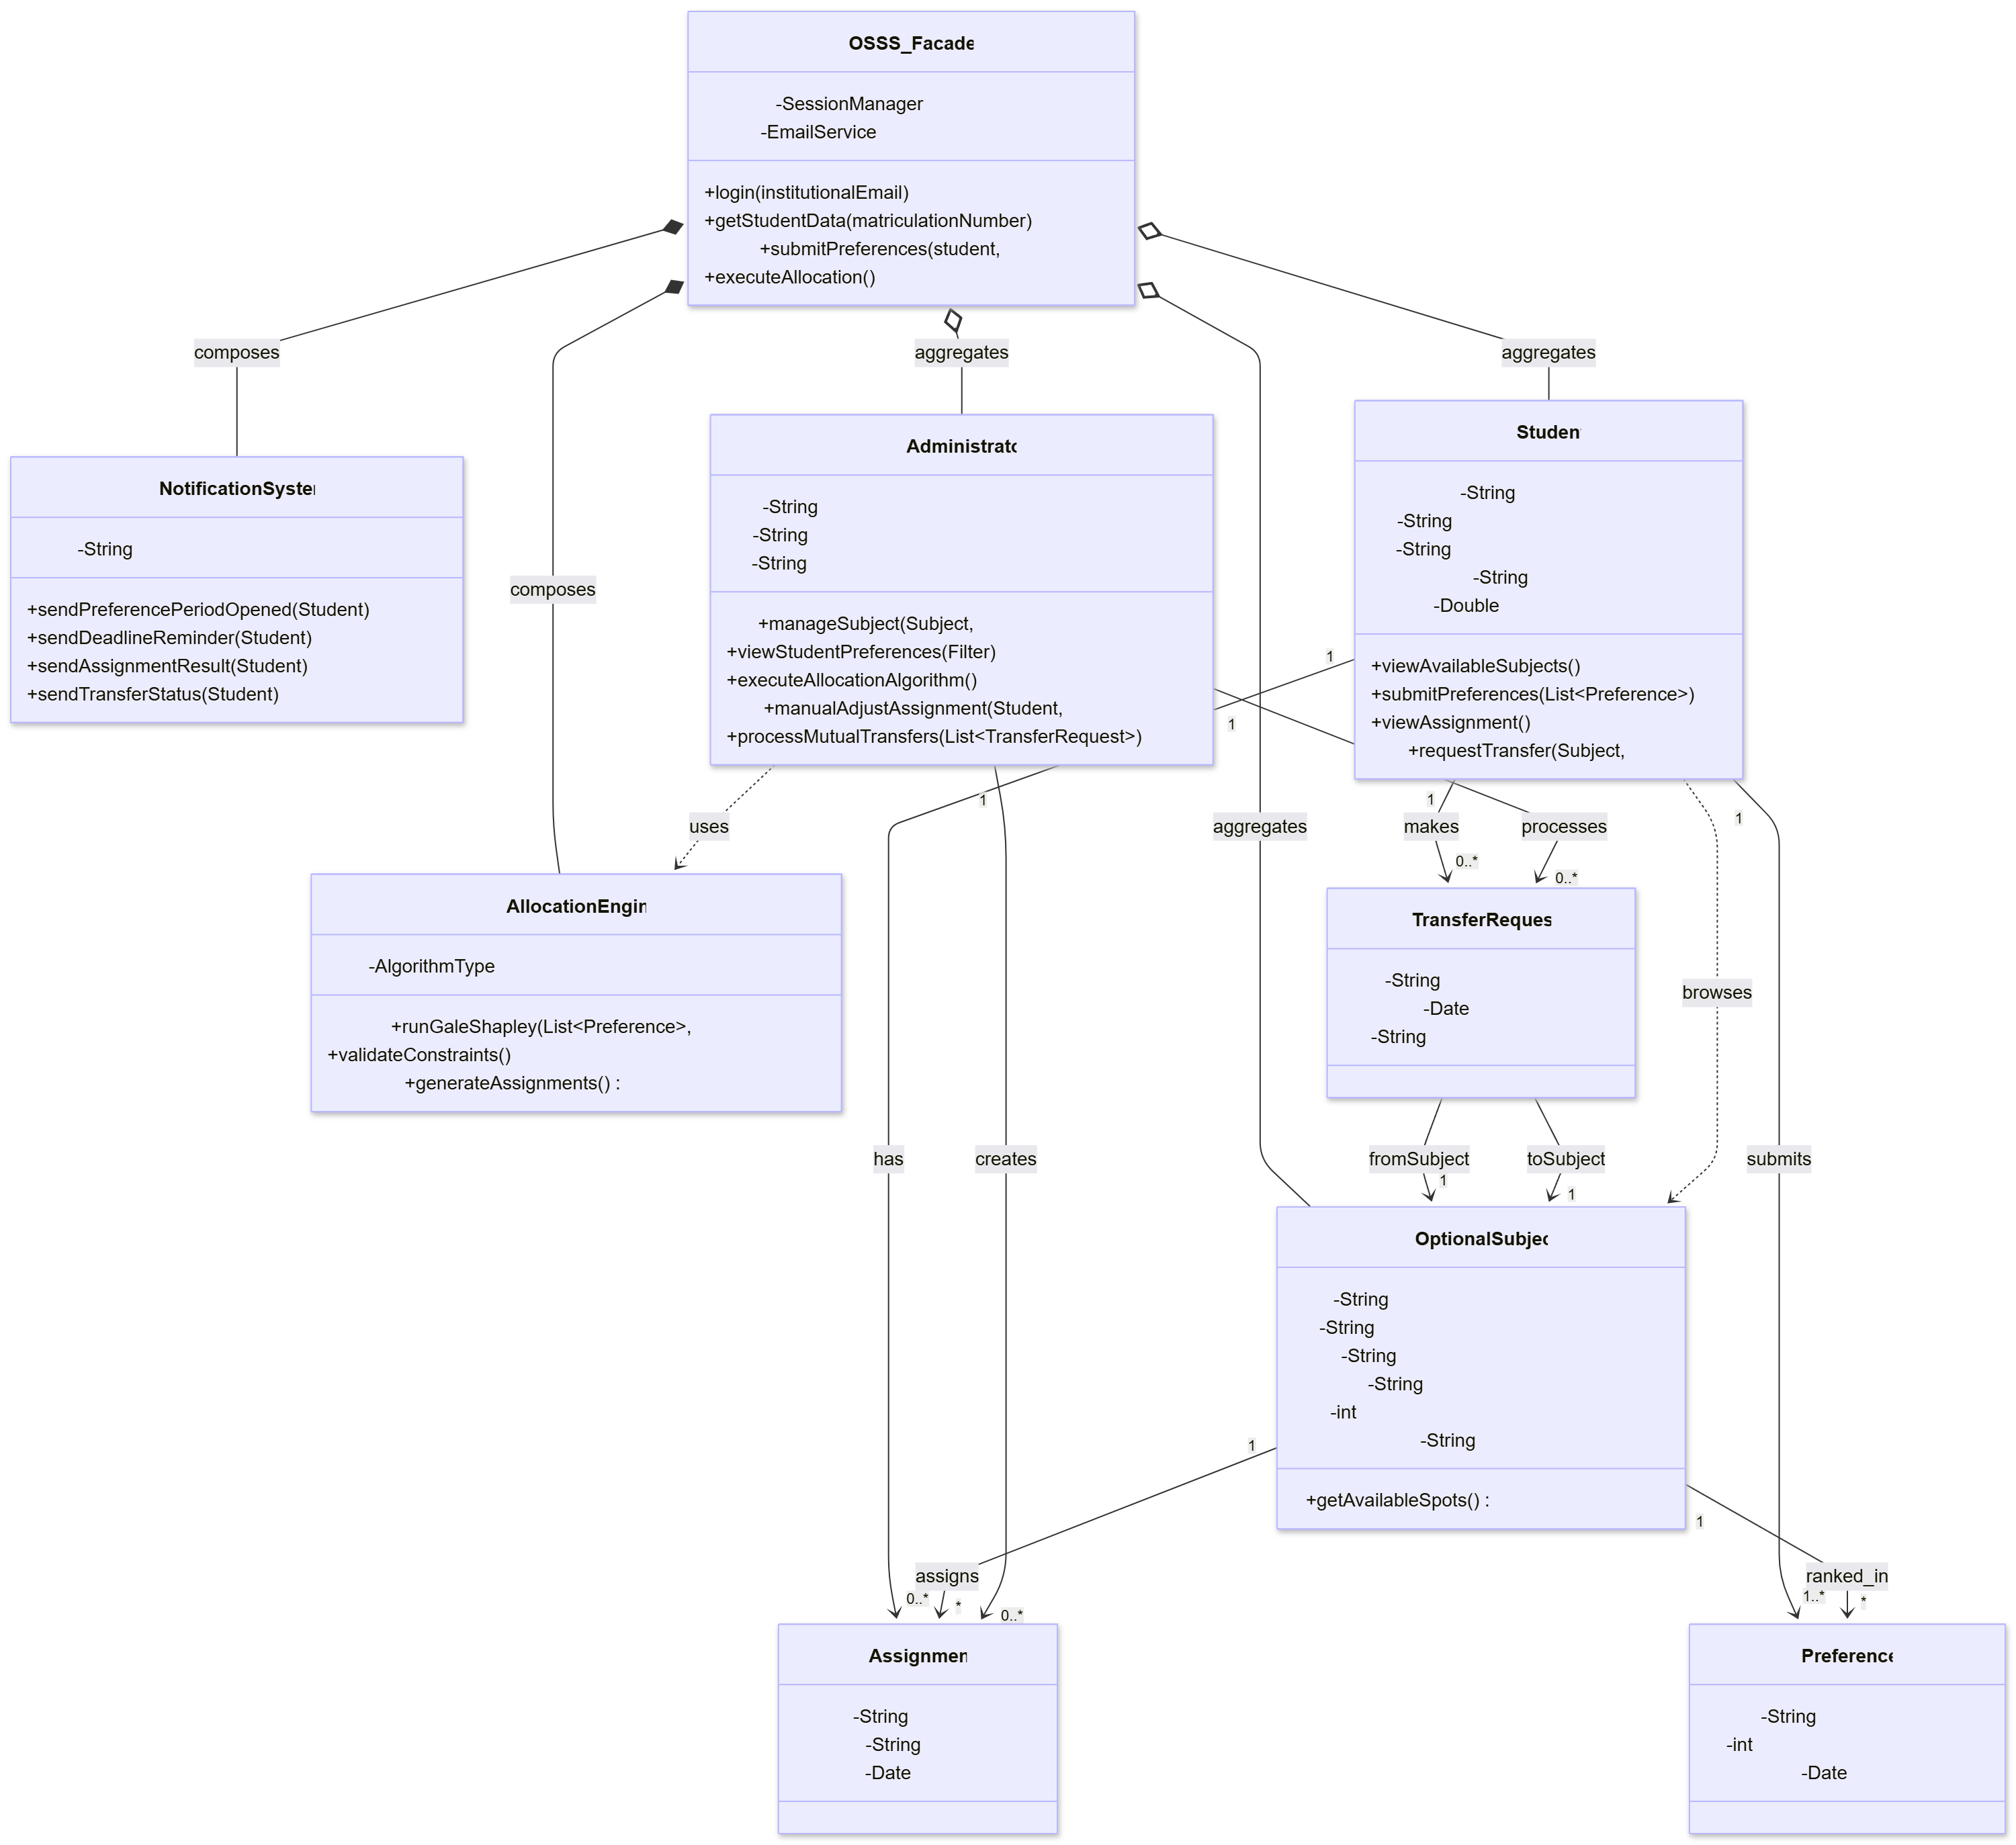 OSSS_Facade
-SessionManager
-EmailService
+login(institutionalEmail)
+getStudentData(matriculationNumber)
+submitPreferences(student,
+executeAllocation()
composes
aggregates
aggregates
NotificationSyster
-String
+sendPreferencePeriodOpened(Student)
+sendDeadlineReminder(Student)
+sendAssignmentResult(Student)
+sendTransferStatus(Student)
composes
Administrato
-String
-String
-String
+manageSubject(Subject,
+viewStudentPreferences(Filter)
+executeAllocationAlgorithm()
+manualAdjustAssignment(Student,
+processMutualTransfers(List<TransferRequest>)
Studen
-String
-String
-String
-String
-Double
+viewAvailableSubjects()
+submitPreferences(List<Preference>)
+viewAssignment()
+requestTransfer(Subject,
1
1
1
1
1
uses
aggregates
makes
processes
0..*
0..*
AllocationEngin
-AlgorithmType
+runGaleShapley(List<Preference>,
+validateConstraints()
+generateAssignments() :
TransferReques
-String
-Date
-String
browses
has
creates
fromSubject
toSubject
submits
1
1
OptionalSubjec
-String
-String
-String
-String
-int
-String
+getAvailableSpots() :
1
1
assigns
ranked_in
0..*
*
0..*
1..*
*
Assignmen
-String
-String
-Date
Preference
-String
-int
-Date